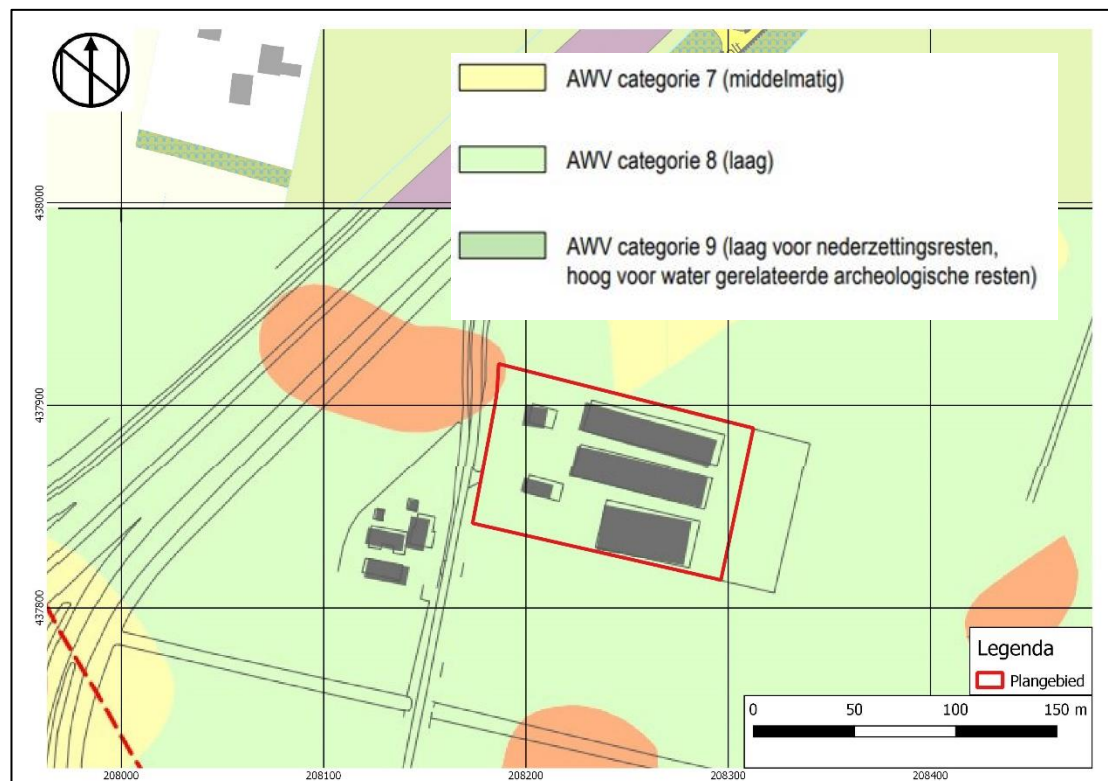 AWV categorie 7 (middelmatig)
AWV categorie 8 (laag)
AWV categorie 9 (laag voor nederzettingsresten,
hoog voor water gerelateerde archeologische resten)
438000
437900
437800
Legenda
Plangebied
0 50 100 150 m
208000 208100 208200 208300 208400